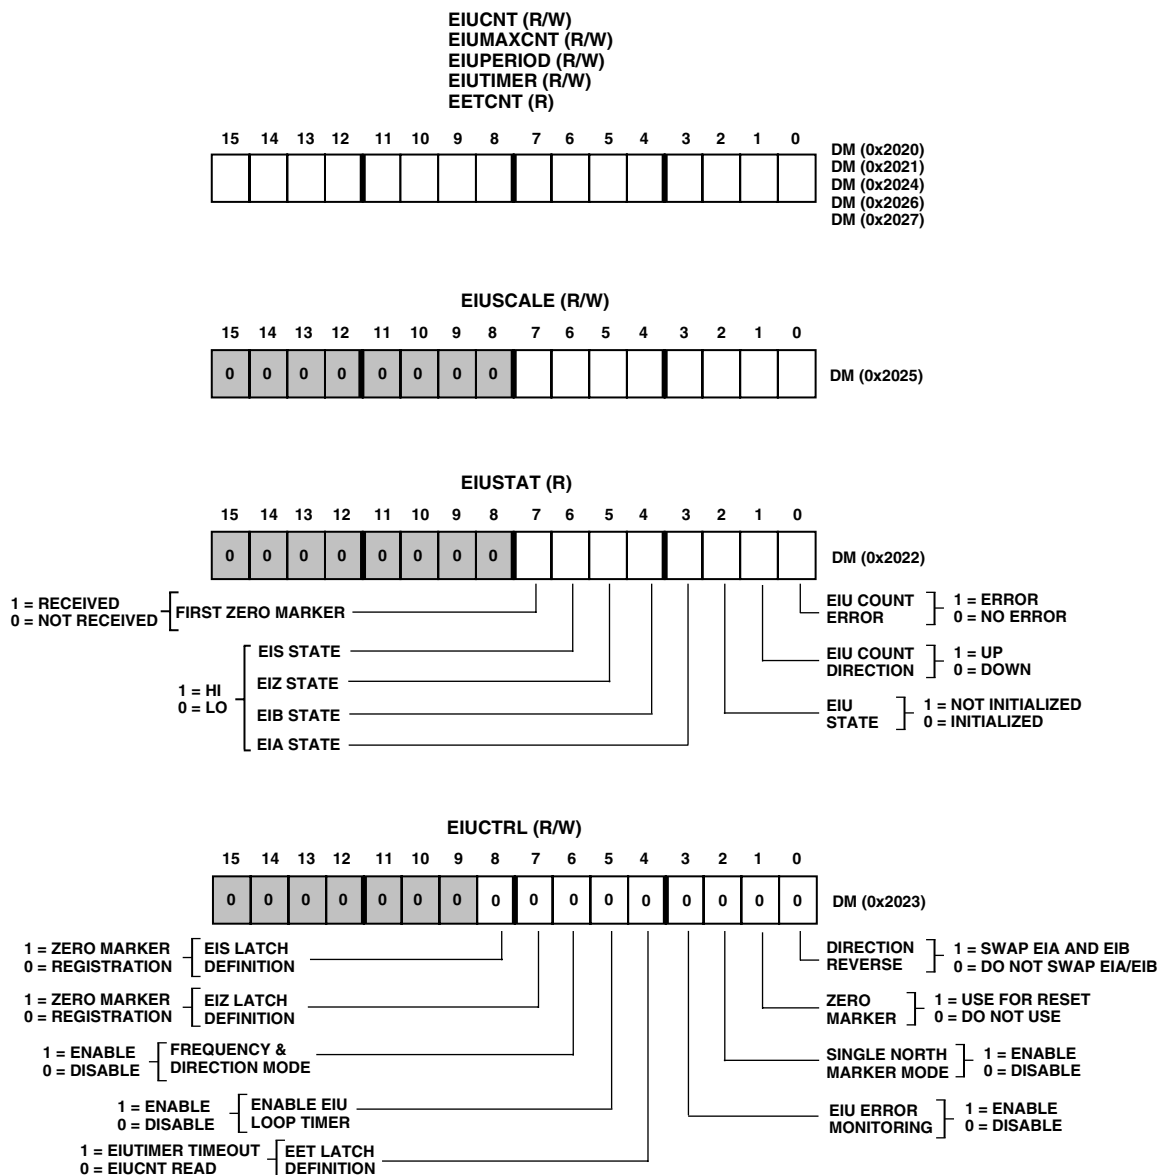 EIUCNT (R/W)
EIUMAXCNT (R/W)
EIUPERIOD (R/W)
EIUTIMER (R/W)
EETCNT (R)
15 14 13 12 11 10 9 8 7 6 5 4 3 2 1 0
DM (0x2020)
DM (0x2021)
DM (0x2024)
DM (0x2026)
DM (0x2027)
EIUSCALE (R/W)
15 14 13 12 11 10 9 8 7 6 5 4 3 2 1 0
0 0 0 0 0 0 0 0 DM (0x2025)
EIUSTAT (R)
15 14 13 12 11 10 9 8 7 6 5 4 3 2 1 0
0 0 0 0 0 0 0 0 DM (0x2022)
1 = RECEIVED
0 = NOT RECEIVED
FIRST ZERO MARKER
EIS STATE
EIZ STATE
1 = HI
0 = LO
EIB STATE
EIA STATE
EIU COUNT
ERROR
1 = ERROR
0 = NO ERROR
EIU COUNT
DIRECTION
1 = UP
0 = DOWN
EIU
STATE
1 = NOT INITIALIZED
0 = INITIALIZED
EIUCTRL (R/W)
15 14 13 12 11 10 9 8 7 6 5 4 3 2 1 0
0 0 0 0 0 0 0 0 0 0 0 0 0 0 0 0 DM (0x2023)
1 = ZERO MARKER
0 = REGISTRATION
EIS LATCH
DEFINITION
1 = ZERO MARKER
0 = REGISTRATION
EIZ LATCH
DEFINITION
1 = ENABLE
0 = DISABLE
FREQUENCY &
DIRECTION MODE
1 = ENABLE
0 = DISABLE
ENABLE EIU
LOOP TIMER
1 = EIUTIMER TIMEOUT
0 = EIUCNT READ
EET LATCH
DEFINITION
DIRECTION
REVERSE
1 = SWAP EIA AND EIB
0 = DO NOT SWAP EIA/EIB
ZERO
MARKER
1 = USE FOR RESET
0 = DO NOT USE
SINGLE NORTH
MARKER MODE
1 = ENABLE
0 = DISABLE
EIU ERROR
MONITORING
1 = ENABLE
0 = DISABLE